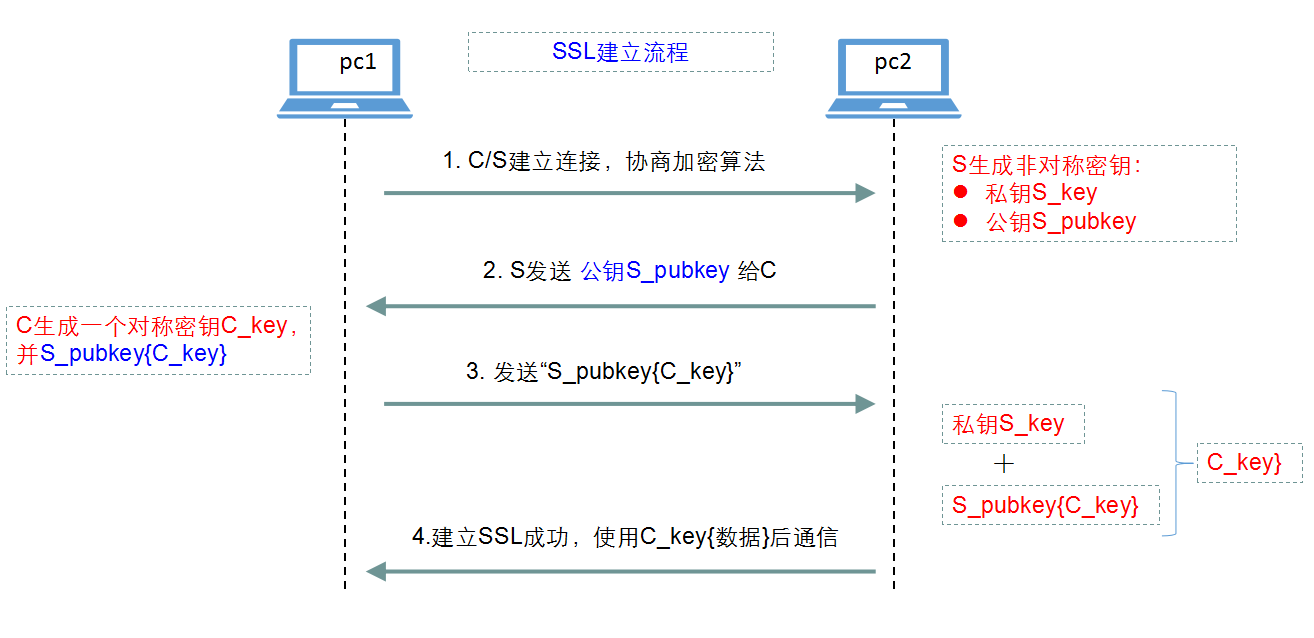 SSL建立流程
pc1
pc2
1. C/S建立连接，协商加密算法
S生成非对称密钥：
● 私钥S_key
● 公钥S_pubkey
2. S发送 公钥S_pubkey 给C
C生成一个对称密钥C_key，
并S_pubkey{C_key}
3. 发送“S_pubkey{C_key}”
私钥S_key
+
S_pubkey{C_key}
C_key}
4.建立SSL成功，使用C_key{数据}后通信